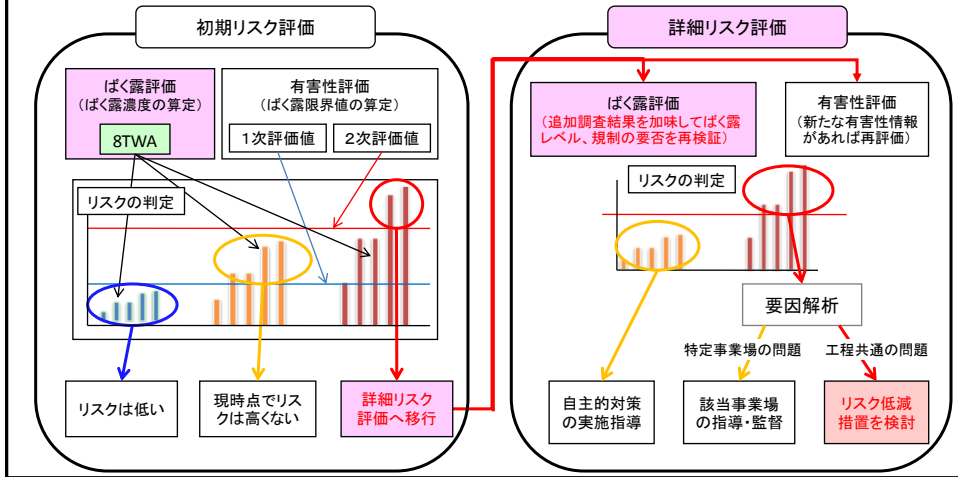 初期リスク評価
ばく露評価
（ばく露濃度の算定）
8TWA
有害性評価
（ばく露限界値の算定）
１次評価値
２次評価値
リスクの判定
リスクは低い
現時点でリ
スクは高くない
詳細リスク
評価へ移行
詳細リスク評価
ばく露評価
（追加調査結果を加味してばく露
レベル、規制の要否を再検証）
有害性評価
（新たな有害性情報
があれば再評価）
リスクの判定
要因解析
特定事業場の問題
工程共通の問題
自主的対策
の実施指導
該当事業場
の指導・監督
リスク低減
措置を検討